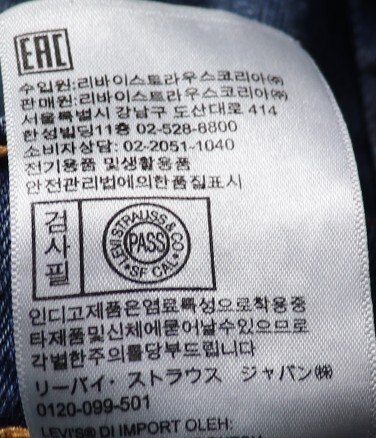 EAC
수입원:리바이스트라우스코리아㈜
판매원:리바이스트라우스코리아㈜
서울특별시 강남구 도산대로 414
한성빌딩11층 02-528-8800
소비자상담: 02-2051-1040
전기용품 및생활용품
안전관리법에의한품질표시
검사필
LEVI STRAUSS & CO
PASS
SF CAL
인디고제품은염료특성으로착용중
타제품및신체에묻어날수있으므로
각별한주의를당부드립니다
リーバイ・ストラウス ジャパン㈱
0120-099-501
LEVI'S® DI IMPORT OLEH: